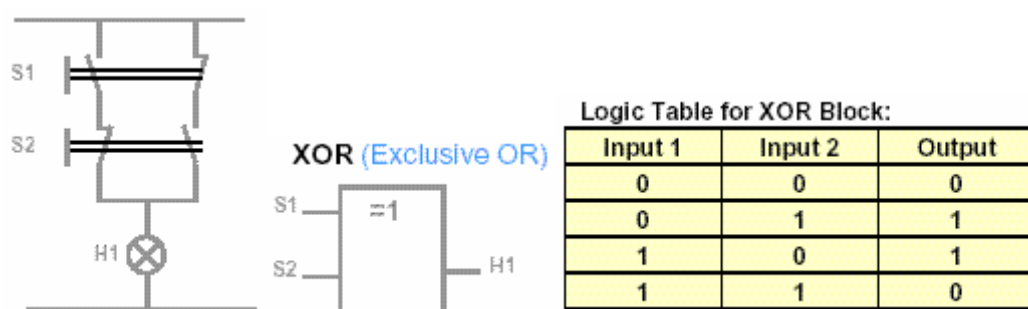 S1
S2
H1
XOR (Exclusive OR)
S1
=1
S2
H1
Logic Table for XOR Block:
Input 1 Input 2 Output
0 0 0
0 1 1
1 0 1
1 1 0